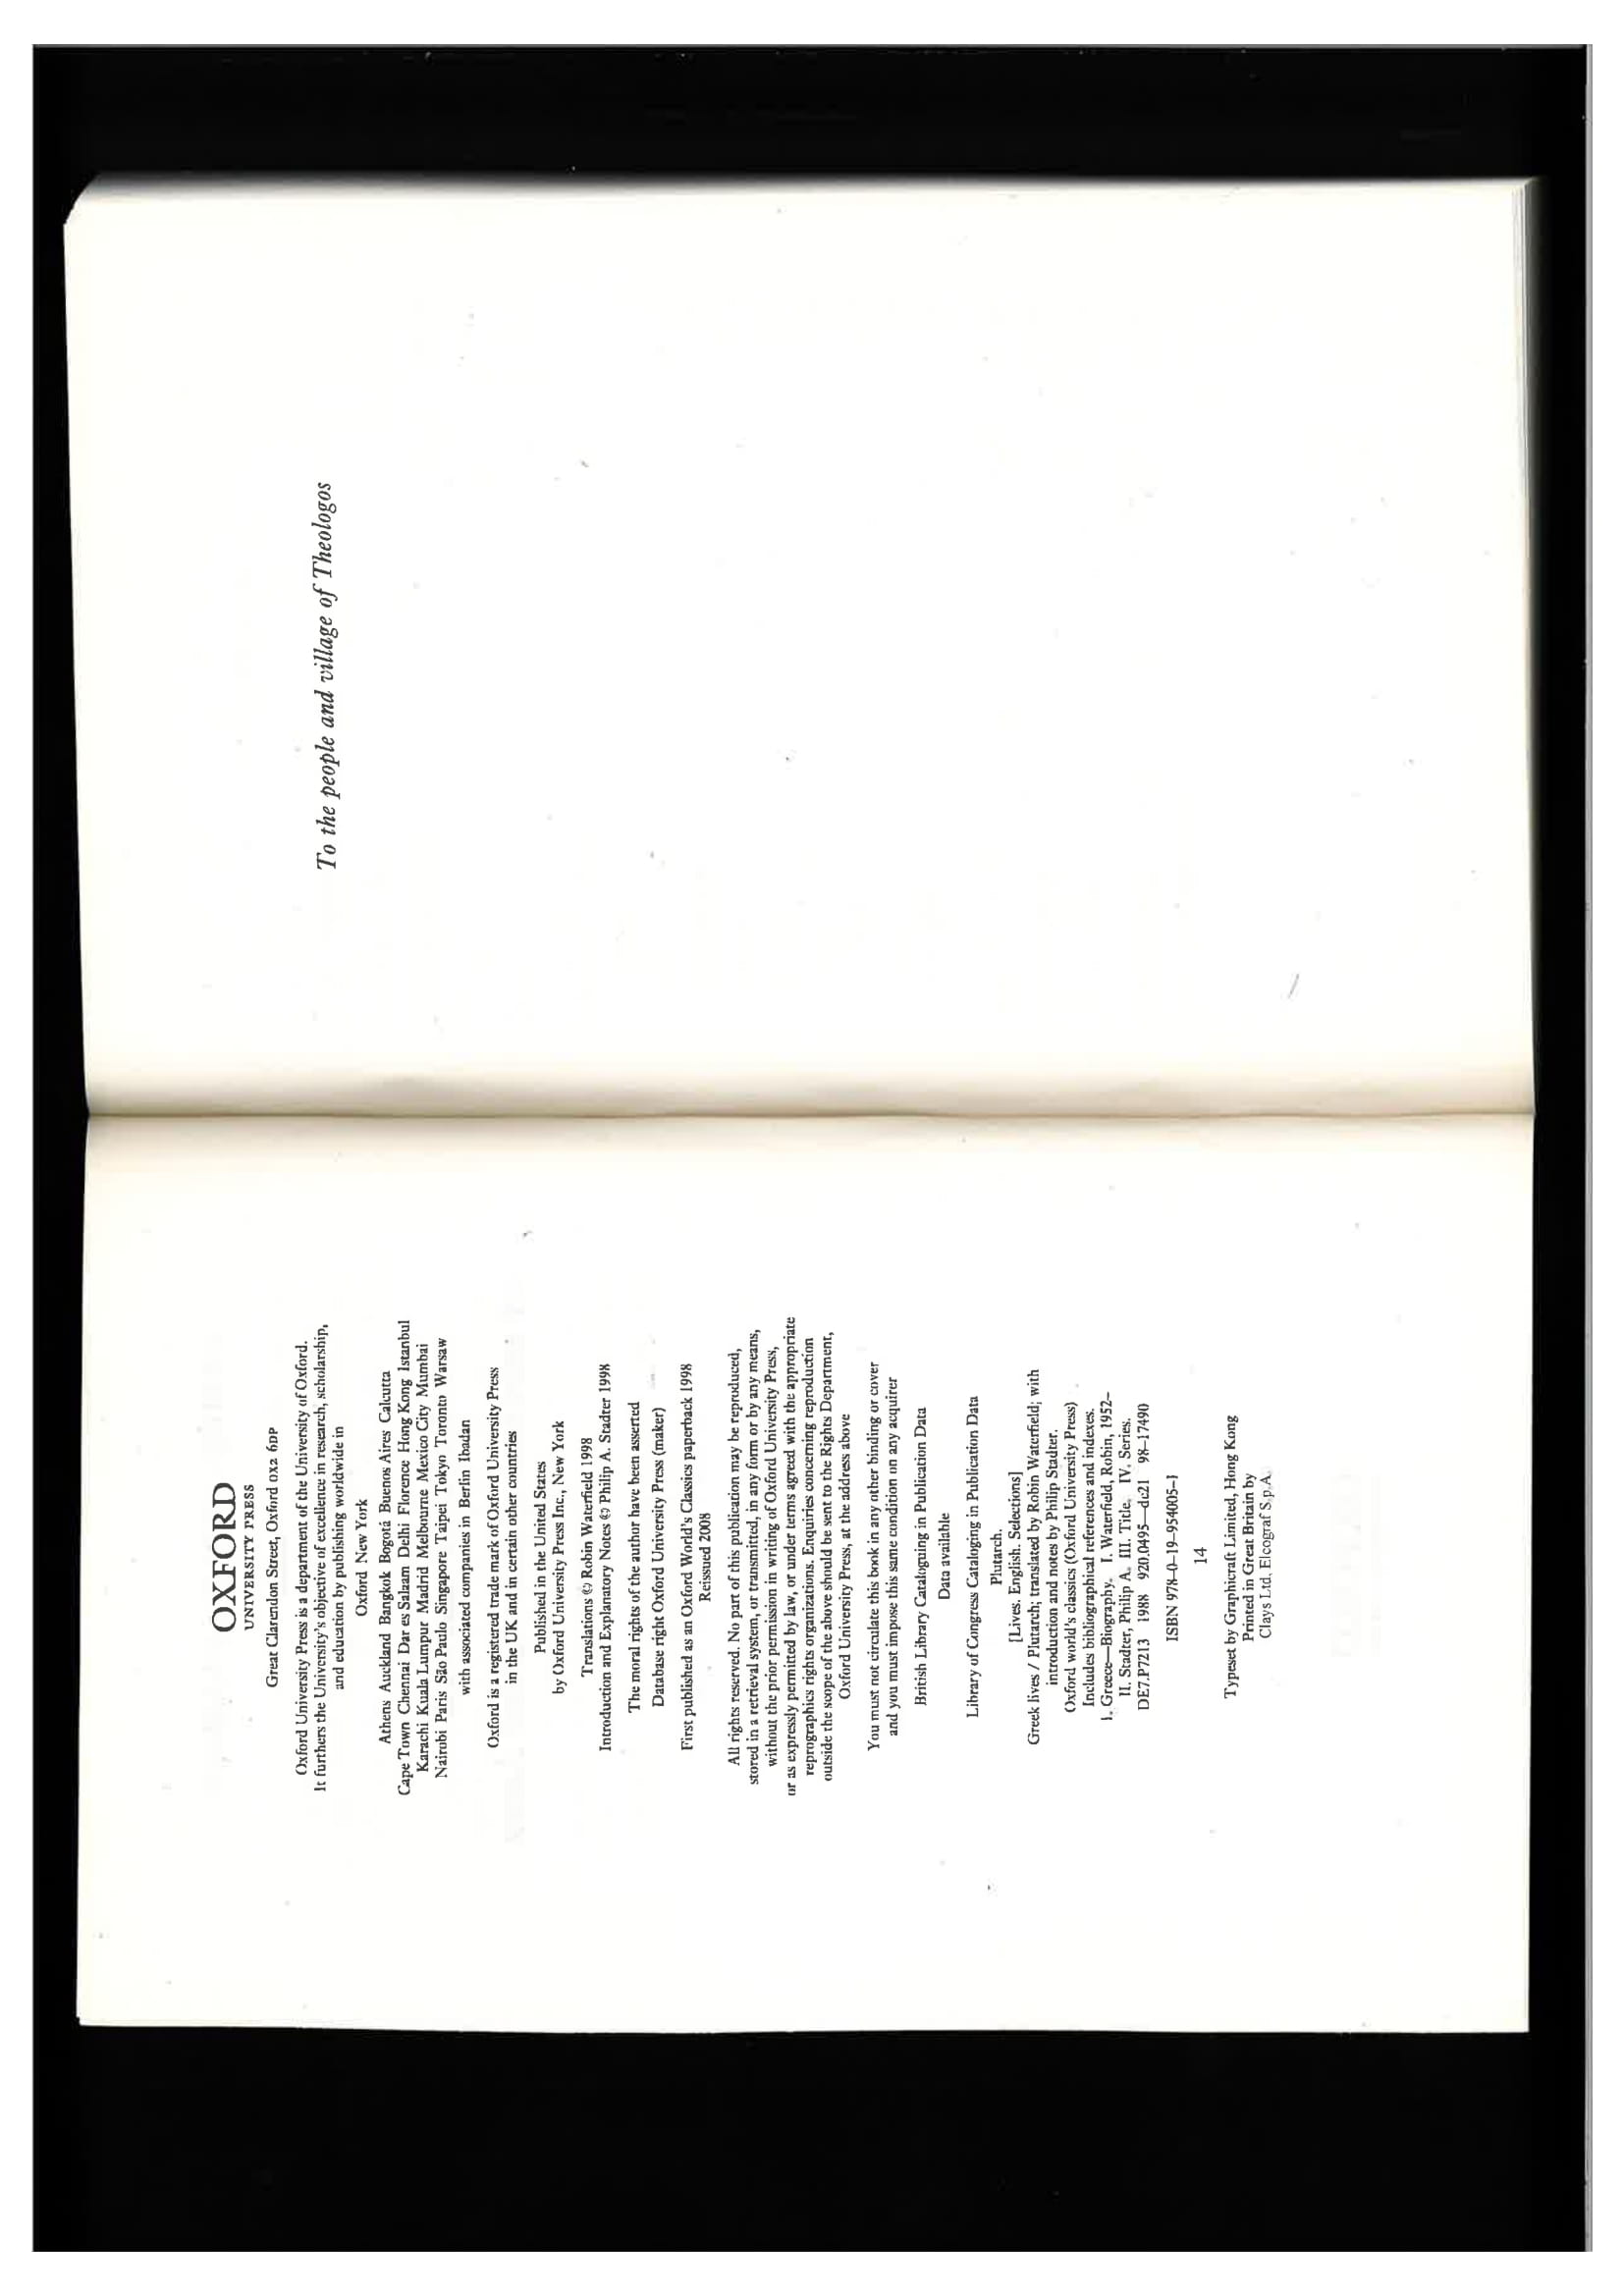 OXFORD
UNIVERSITY PRESS
Great Clarendon Street, Oxford OX2 6DP
Oxford University Press is a department of the University of Oxford.
It furthers the University's objective of excellence in research, scholarship,
and education by publishing worldwide in
Oxford New York
Athens Auckland Bangkok Bogotá Buenos Aires Calcutta
Cape Town Chennai Dar es Salaam Delhi Florence Hong Kong Istanbul
Karachi Kuala Lumpur Madrid Melbourne Mexico City Mumbai
Nairobi Paris São Paulo Singapore Taipei Tokyo Toronto Warsaw
with associated companies in Berlin Ibadan
Oxford is a registered trade mark of Oxford University Press
in the UK and in certain other countries
Published in the United States
by Oxford University Press Inc., New York
Translations © Robin Waterfield 1998
Introduction and Explanatory Notes © Philip A. Stadter 1998
The moral rights of the author have been asserted
Database right Oxford University Press (maker)
First published as an Oxford World's Classics paperback 1998
Reissued 2008
All rights reserved. No part of this publication may be reproduced,
stored in a retrieval system, or transmitted, in any form or by any means,
without the prior permission in writing of Oxford University Press,
or as expressly permitted by law, or under terms agreed with the appropriate
reprographics rights organizations. Enquiries concerning reproduction
outside the scope of the above should be sent to the Rights Department,
Oxford University Press, at the address above
You must not circulate this book in any other binding or cover
and you must impose this same condition on any acquirer
British Library Cataloguing in Publication Data
Data available
Library of Congress Cataloging in Publication Data
Plutarch.
[Lives. English. Selections]
Greek lives / Plutarch; translated by Robin Waterfield; with
introduction and notes by Philip Stadter.
(Oxford world's classics (Oxford University Press)
Includes bibliographical references and indexes.
1. Greece—Biography. I. Waterfield, Robin, 1952–
II. Stadter, Philip A. III. Title. IV. Series.
DE7.P7213 1988 920.0495—dc21 98–17490
ISBN 978–0–19–954005–1
14
Typeset by Graphicraft Limited, Hong Kong
Printed in Great Britain by
Clays Ltd, Elcograf S.p.A.
To the people and village of Theologos